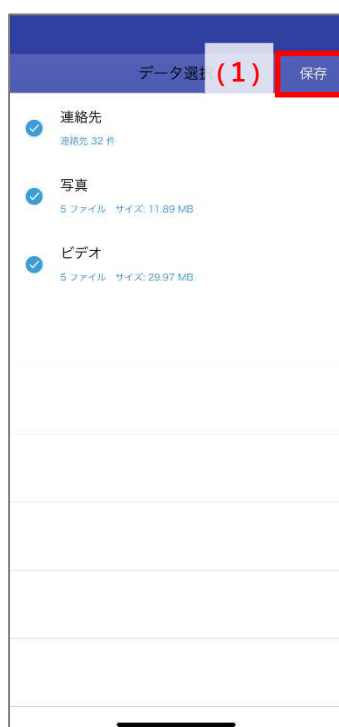 データ選 (1) 保存
連絡先
連絡先 32 件
写真
5 ファイル サイズ: 11.89 MB
ビデオ
5 ファイル サイズ: 29.97 MB